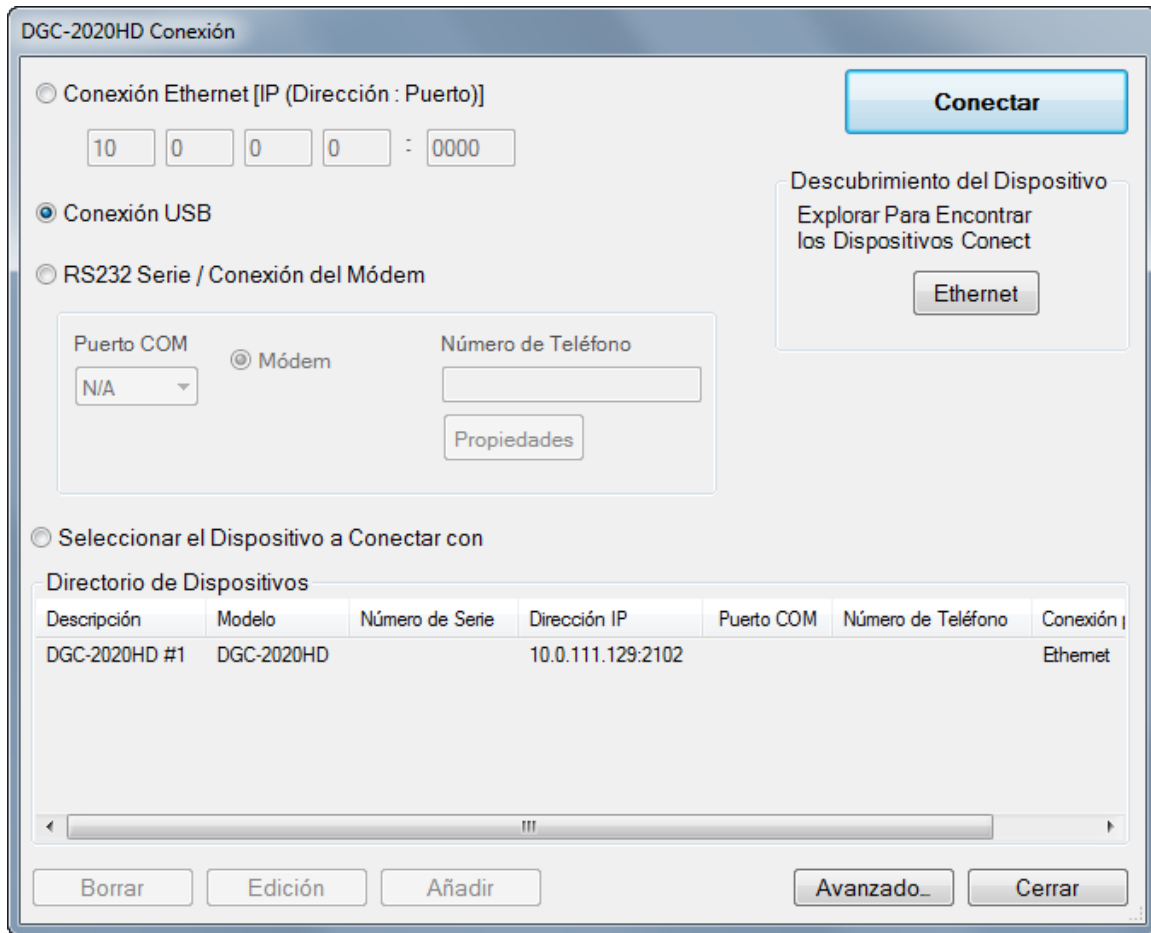 DGC-2020HD Conexión
Conexión Ethernet [IP (Dirección : Puerto)]
10 0 0 0 : 0000
Conectar
Conexión USB
Descubrimiento del Dispositivo
Explorar Para Encontrar
los Dispositivos Conect
Ethernet
RS232 Serie / Conexión del Módem
Puerto COM
N/A
Módem
Número de Teléfono
Propiedades
Seleccionar el Dispositivo a Conectar con
Directorio de Dispositivos
Descripción Modelo Número de Serie Dirección IP Puerto COM Número de Teléfono Conexión
DGC-2020HD #1 DGC-2020HD 10.0.111.129:2102 Ethernet
Borrar Edición Añadir Avanzado... Cerrar